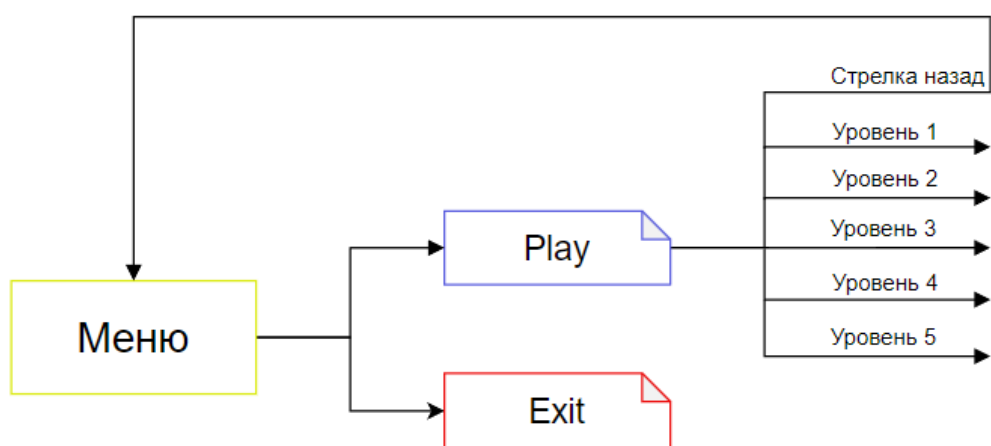 Стрелка назад
Уровень 1
Уровень 2
Уровень 3
Уровень 4
Уровень 5
Play
Меню
Exit